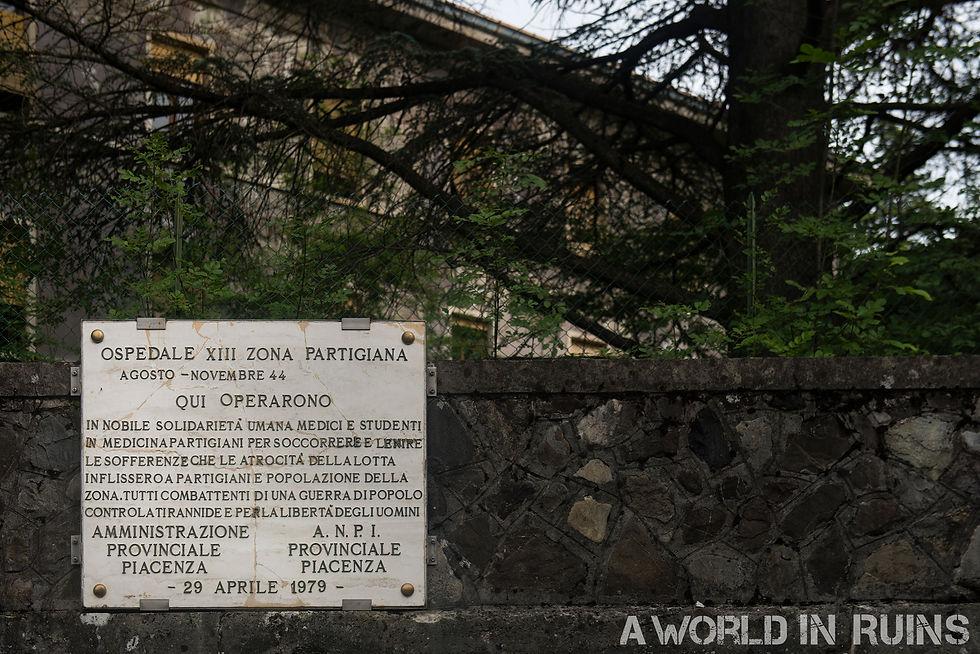 OSPEDALE XIII ZONA PARTIGIANA
AGOSTO - NOVEMBRE 44
QUI OPERARONO
IN NOBILE SOLIDARIETÀ UMANA MEDICI E STUDENTI
IN MEDICINA PARTIGIANI PER SOCCORRERE E LENIRE
LE SOFFERENZE CHE LE ATROCITÀ DELLA LOTTA
INFLISSERO A PARTIGIANI E POPOLAZIONE DELLA
ZONA. TUTTI COMBATTENTI DI UNA GUERRA DI POPOLO
CONTRO LA TIRANNIDE E PER LA LIBERTÀ DEGLI UOMINI
AMMINISTRAZIONE
PROVINCIALE
PIACENZA
A.N.P.I.
PROVINCIALE
PIACENZA
- 29 APRILE 1979 -
A WORLD IN RUINS